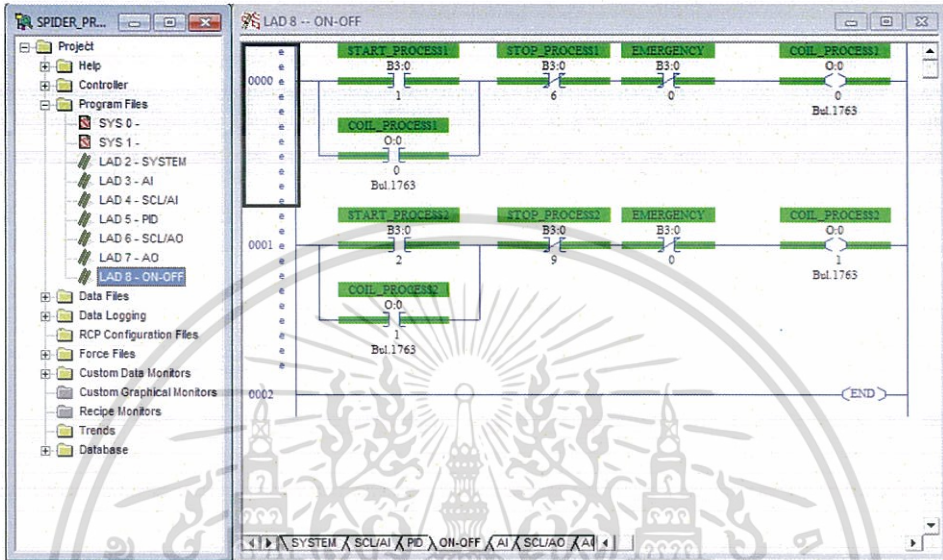 SPIDER_PR...
Project
Help
Controller
Program Files
SYS 0 -
SYS 1 -
LAD 2 - SYSTEM
LAD 3 - AI
LAD 4 - SCL/AI
LAD 5 - PID
LAD 6 - SCL/AO
LAD 7 - AO
LAD 8 - ON-OFF
Data Files
Data Logging
RCP Configuration Files
Force Files
Custom Data Monitors
Custom Graphical Monitors
Recipe Monitors
Trends
Database
LAD 8 -- ON-OFF
START_PROCESS1 STOP_PROCESS1 EMERGENCY COIL_PROCESS1
e B3:0 B3:0 B3:0 O:0
e
0000 e
e 1 6 0 0
e Bul.1763
e
e COIL_PROCESS1
e O:0
e
e 0
e Bul.1763
e
START_PROCESS2 STOP_PROCESS2 EMERGENCY COIL_PROCESS2
e B3:0 B3:0 B3:0 O:0
0001 e
e 2 9 0 1
e Bul.1763
e
e COIL_PROCESS2
e O:0
e
e 1
e Bul.1763
e
0002 END
SYSTEM SCL/AI PID ON-OFF AI SCL/AO